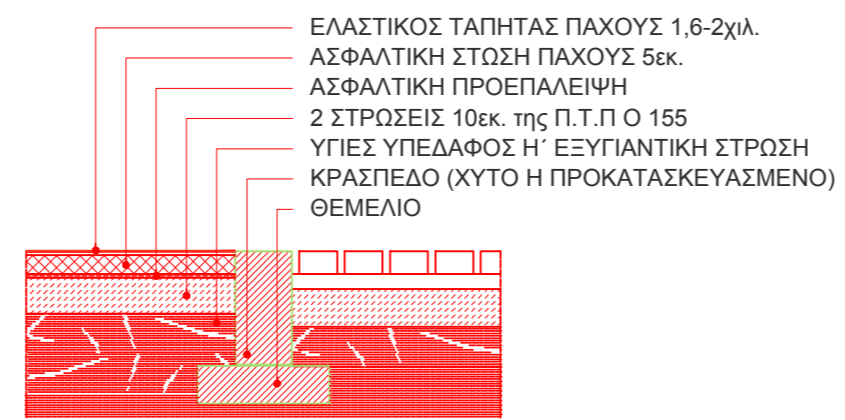 ΕΛΑΣΤΙΚΟΣ ΤΑΠΗΤΑΣ ΠΑΧΟΥΣ 1,6-2χιλ.
ΑΣΦΑΛΤΙΚΗ ΣΤΩΣΗ ΠΑΧΟΥΣ 5εκ.
ΑΣΦΑΛΤΙΚΗ ΠΡΟΕΠΑΛΕΙΨΗ
2 ΣΤΡΩΣΕΙΣ 10εκ. της Π.Τ.Π Ο 155
ΥΓΙΕΣ ΥΠΕΔΑΦΟΣ Η΄ ΕΞΥΓΙΑΝΤΙΚΗ ΣΤΡΩΣΗ
ΚΡΑΣΠΕΔΟ (ΧΥΤΟ Η ΠΡΟΚΑΤΑΣΚΕΥΑΣΜΕΝΟ)
ΘΕΜΕΛΙΟ